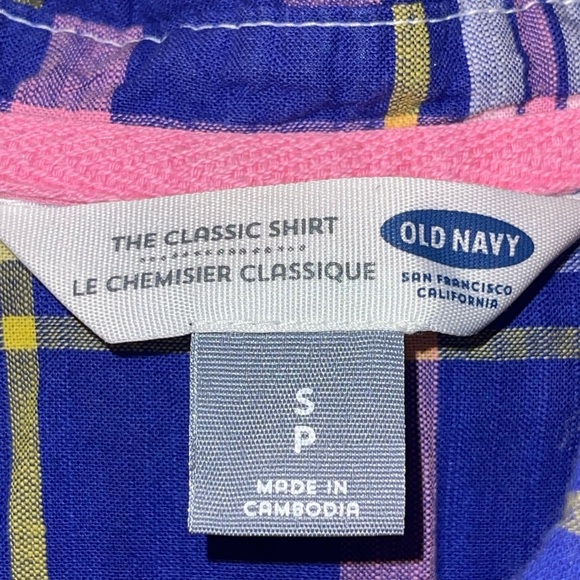 THE CLASSIC SHIRT
LE CHEMISIER CLASSIQUE
OLD NAVY
SAN FRANCISCO
CALIFORNIA
S
P
MADE IN
CAMBODIA